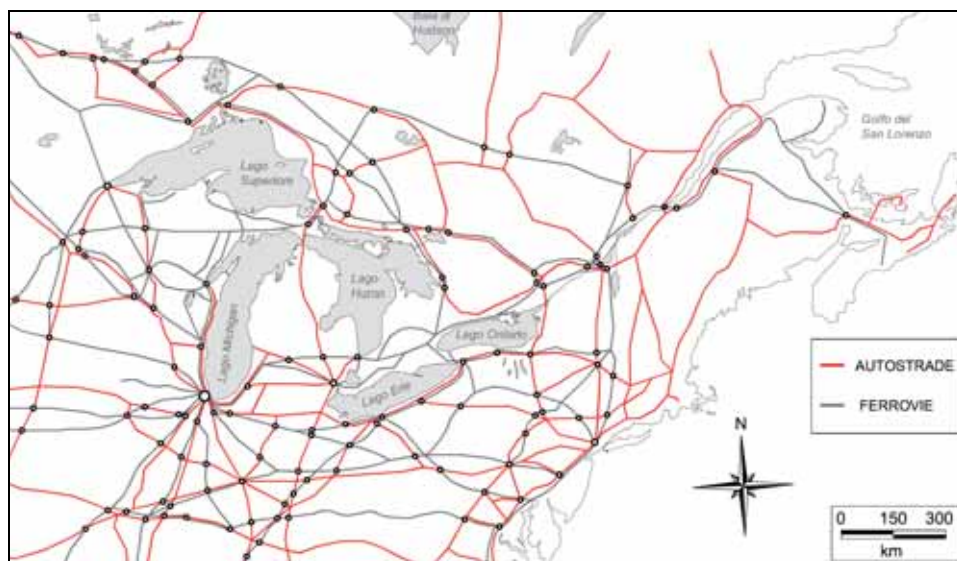 Baia di
Hudson
Golfo del
San Lorenzo
Lago
Superiore
Lago
Huron
Lago Michigan
Lago Ontario
Lago Erie
AUTOSTRADE
FERROVIE
N
0 150 300
km